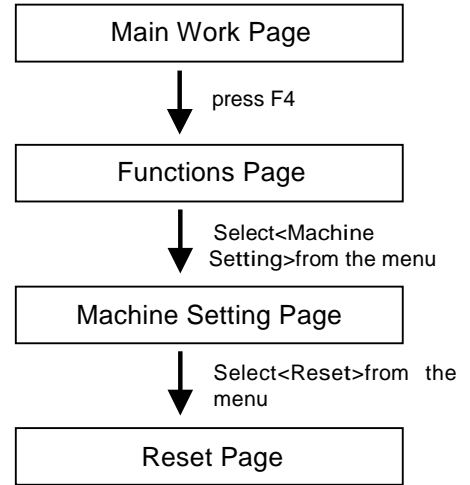 Main Work Page
press F4
Functions Page
Select<Machine
Setting>from the menu
Machine Setting Page
Select<Reset>from the
menu
Reset Page